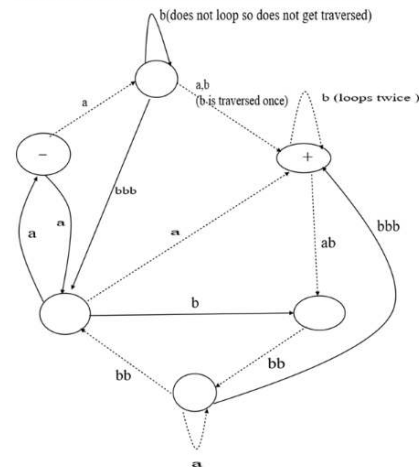 b(does not loop so does not get traversed)
a
a,b
(b is traversed once)
b (loops twice )
−
+
bbb
a
a
a
ab
bbb
b
bb
bb
a